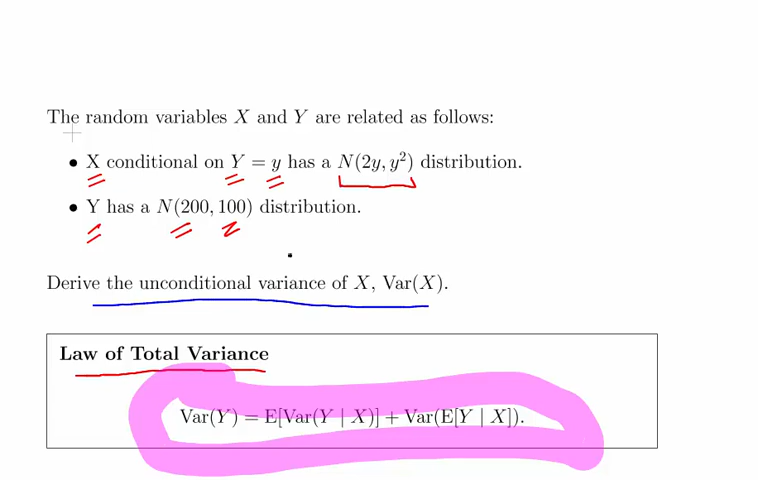 The random variables X and Y are related as follows:
• X conditional on Y = y has a N(2y, y²) distribution.
• Y has a N(200, 100) distribution.
Derive the unconditional variance of X, Var(X).
Law of Total Variance
Var(Y) = E[Var(Y | X)] + Var(E[Y | X]).